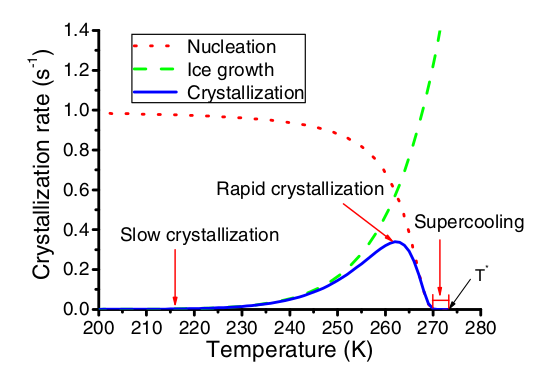 1.4
1.2
1.0
0.8
0.6
0.4
0.2
0.0
Crystallization rate (s⁻¹)
Nucleation
Ice growth
Crystallization
Rapid crystallization
Slow crystallization
Supercooling
T*
200 210 220 230 240 250 260 270 280
Temperature (K)